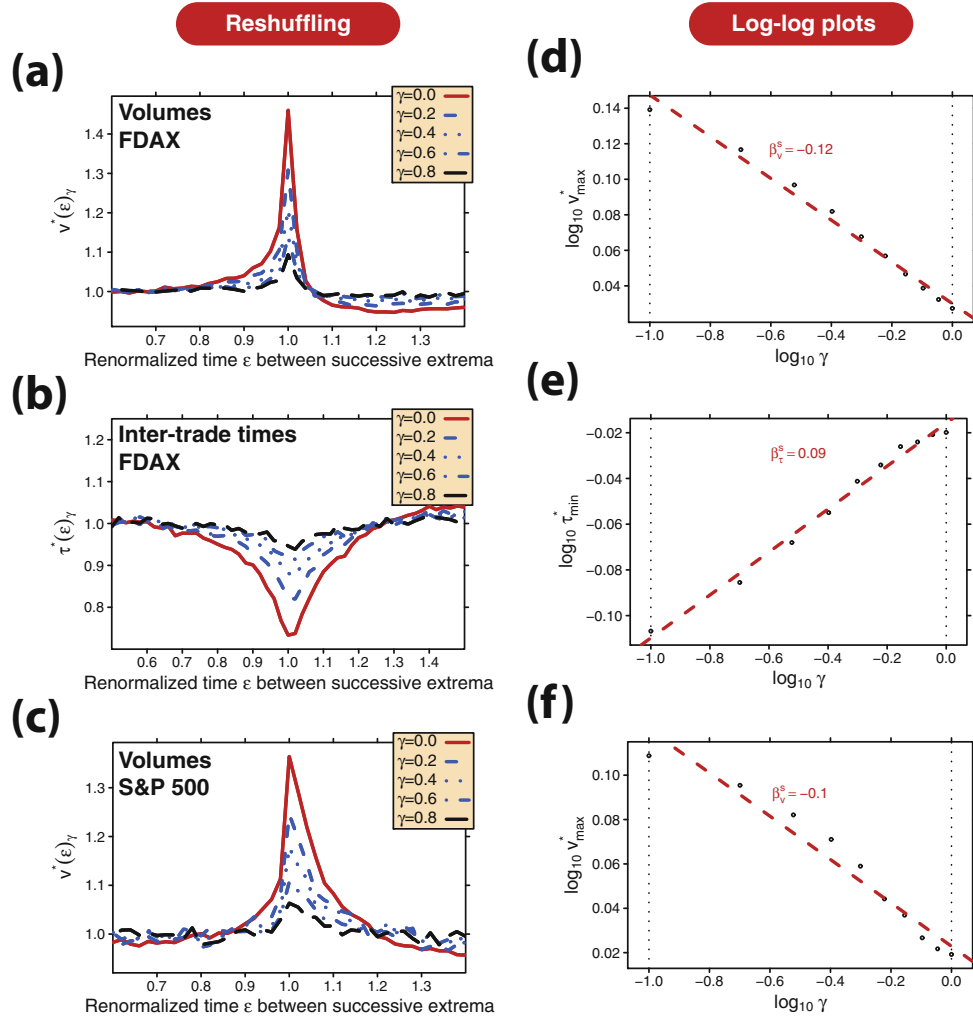 Reshuffling
Log-log plots
(a)
Volumes
FDAX
γ=0.0
γ=0.2
γ=0.4
γ=0.6
γ=0.8
v*(ε)γ
1.4
1.3
1.2
1.1
1.0
0.7 0.8 0.9 1.0 1.1 1.2 1.3
Renormalized time ε between successive extrema
(d)
βvˢ = −0.12
log10 v*max
0.14
0.12
0.10
0.08
0.06
0.04
−1.0 −0.8 −0.6 −0.4 −0.2 0.0
log10 γ
(b)
Inter-trade times
FDAX
γ=0.0
γ=0.2
γ=0.4
γ=0.6
γ=0.8
τ*(ε)γ
1.2
1.1
1.0
0.9
0.8
0.6 0.7 0.8 0.9 1.0 1.1 1.2 1.3 1.4
Renormalized time ε between successive extrema
(e)
βτˢ = 0.09
log10 τ*min
−0.02
−0.04
−0.06
−0.08
−0.10
−1.0 −0.8 −0.6 −0.4 −0.2 0.0
log10 γ
(c)
Volumes
S&P 500
γ=0.0
γ=0.2
γ=0.4
γ=0.6
γ=0.8
v*(ε)γ
1.3
1.2
1.1
1.0
0.7 0.8 0.9 1.0 1.1 1.2 1.3
Renormalized time ε between successive extrema
(f)
βvˢ = −0.1
log10 v*max
0.10
0.08
0.06
0.04
0.02
−1.0 −0.8 −0.6 −0.4 −0.2 0.0
log10 γ